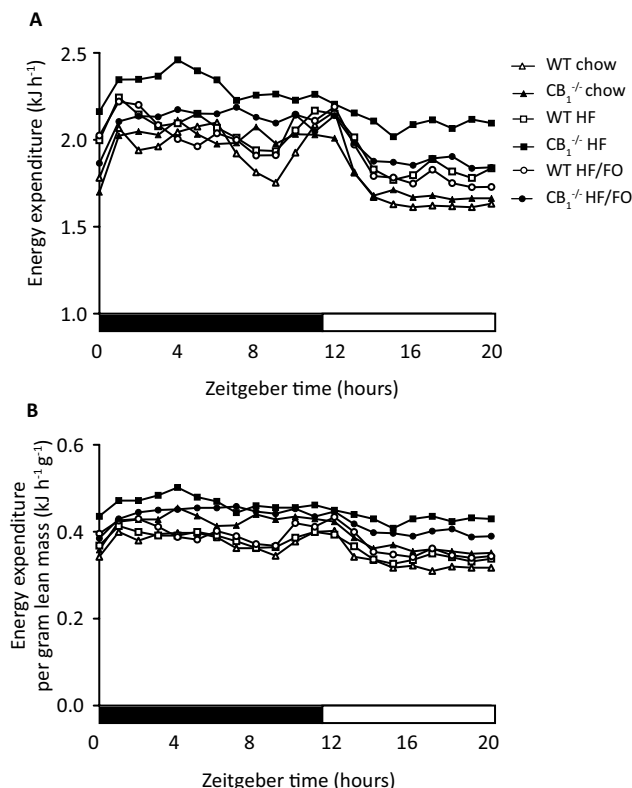 A
Energy expenditure (kJ h⁻¹)
2.5
2.0
1.5
1.0
0 4 8 12 16 20
Zeitgeber time (hours)
WT chow
CB₁⁻/⁻ chow
WT HF
CB₁⁻/⁻ HF
WT HF/FO
CB₁⁻/⁻ HF/FO
B
Energy expenditure
per gram lean mass (kJ h⁻¹ g⁻¹)
0.6
0.4
0.2
0.0
0 4 8 12 16 20
Zeitgeber time (hours)